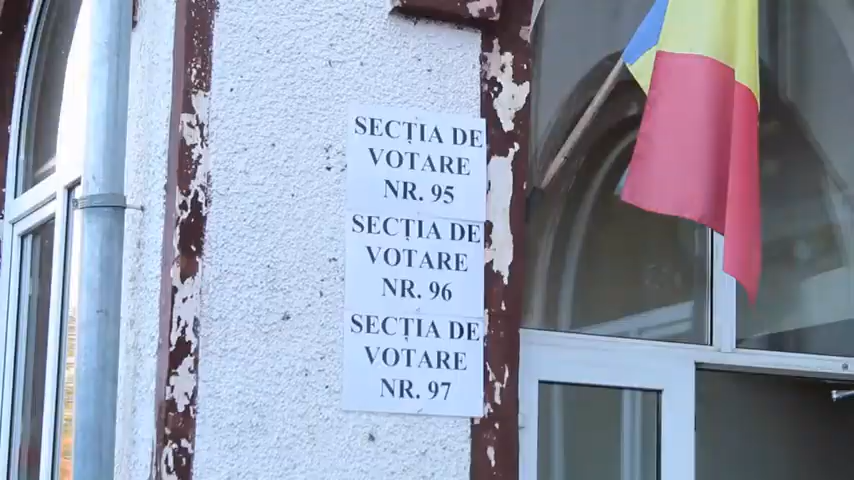 SECȚIA DE
VOTARE
NR. 95
SECȚIA DE
VOTARE
NR. 96
SECȚIA DE
VOTARE
NR. 97